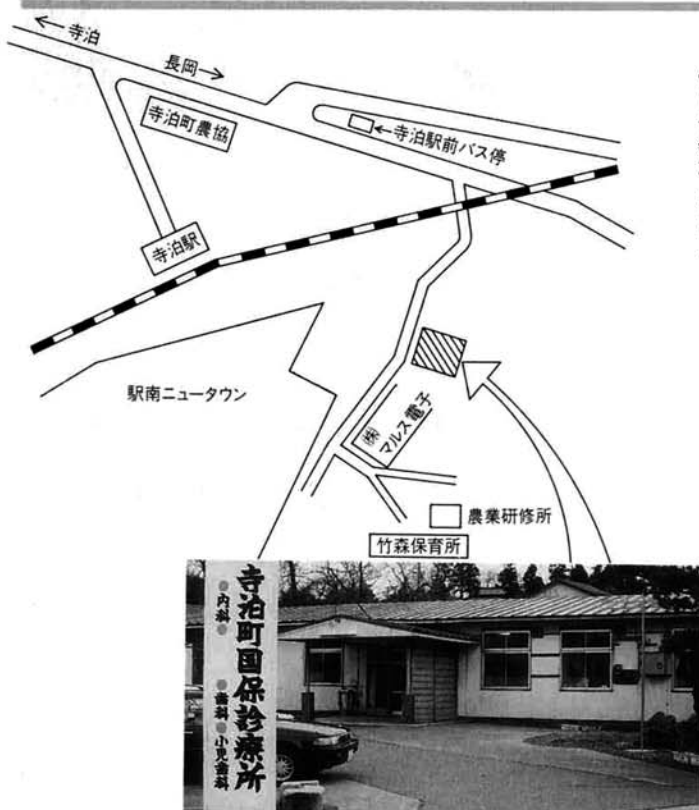 ←寺泊
長岡→
寺泊町農協
←寺泊駅前バス停
寺泊駅
駅南ニュータウン
㈱マルス電子
農業研修所
竹森保育所
寺泊町国保診療所
●内科●
●歯科●小児歯科